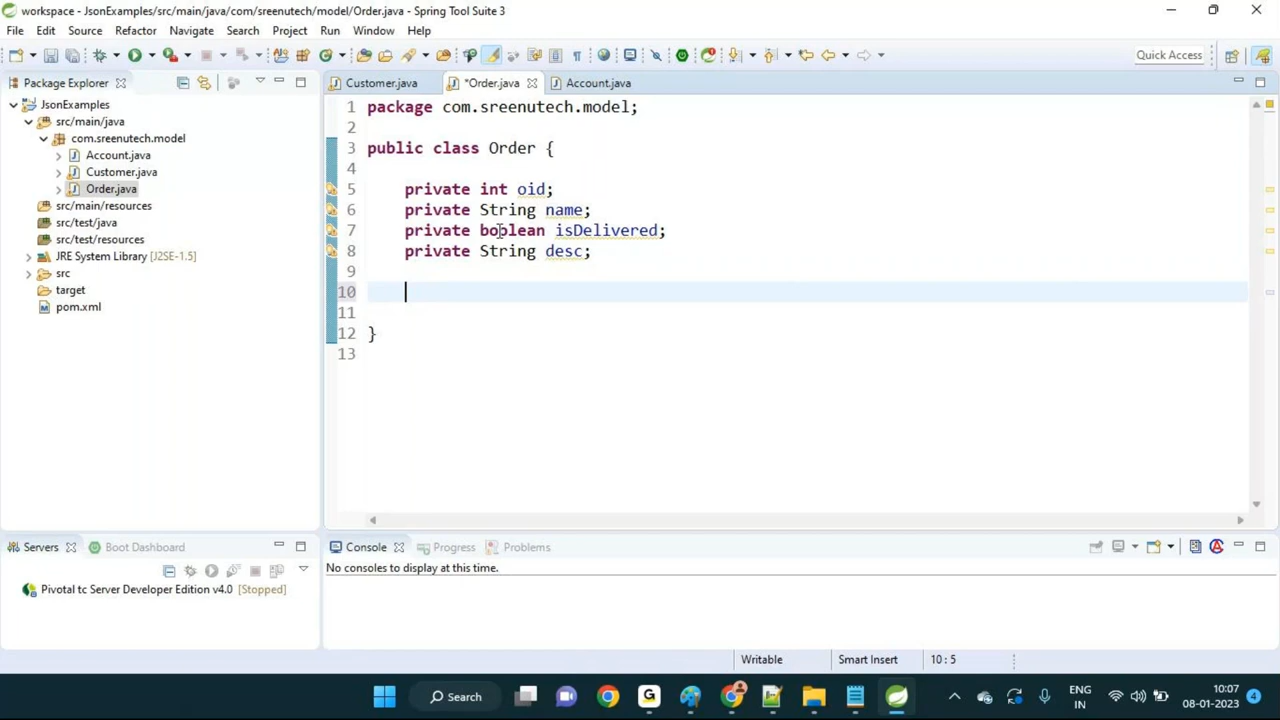 workspace - JsonExamples/src/main/java/com/sreenutech/model/Order.java - Spring Tool Suite 3
File Edit Source Refactor Navigate Search Project Run Window Help
Quick Access
Package Explorer
Customer.java *Order.java Account.java
JsonExamples
src/main/java
com.sreenutech.model
Account.java
Customer.java
Order.java
src/main/resources
src/test/java
src/test/resources
JRE System Library [J2SE-1.5]
src
target
pom.xml
1 package com.sreenutech.model;
2
3 public class Order {
4
5 private int oid;
6 private String name;
7 private boolean isDelivered;
8 private String desc;
9
10
11
12 }
13
Servers Boot Dashboard
Pivotal tc Server Developer Edition v4.0 [Stopped]
Console Progress Problems
No consoles to display at this time.
Writable Smart Insert 10 : 5
Search
G
ENG
IN
10:07
08-01-2023
4